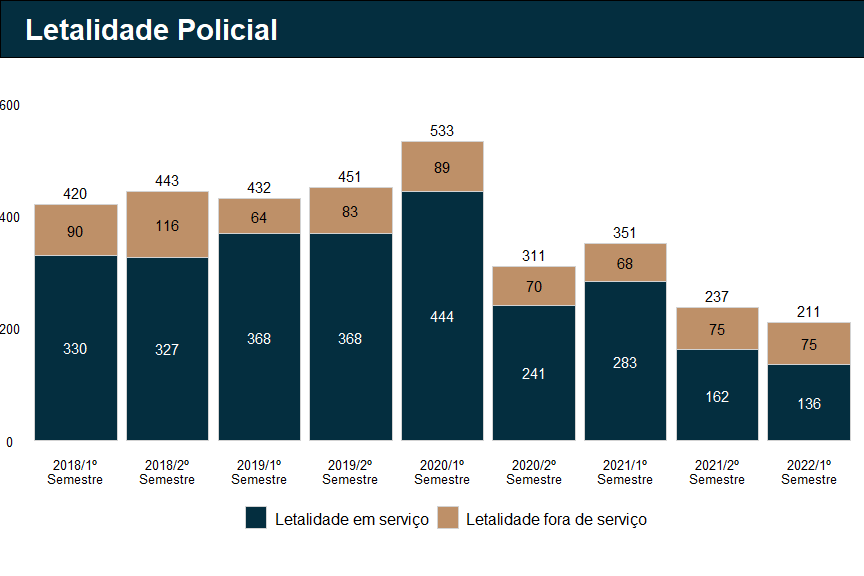 Letalidade Policial
600
400
200
0
420
90
330
443
116
327
432
64
368
451
83
368
533
89
444
311
70
241
351
68
283
237
75
162
211
75
136
2018/1º
Semestre
2018/2º
Semestre
2019/1º
Semestre
2019/2º
Semestre
2020/1º
Semestre
2020/2º
Semestre
2021/1º
Semestre
2021/2º
Semestre
2022/1º
Semestre
Letalidade em serviço
Letalidade fora de serviço